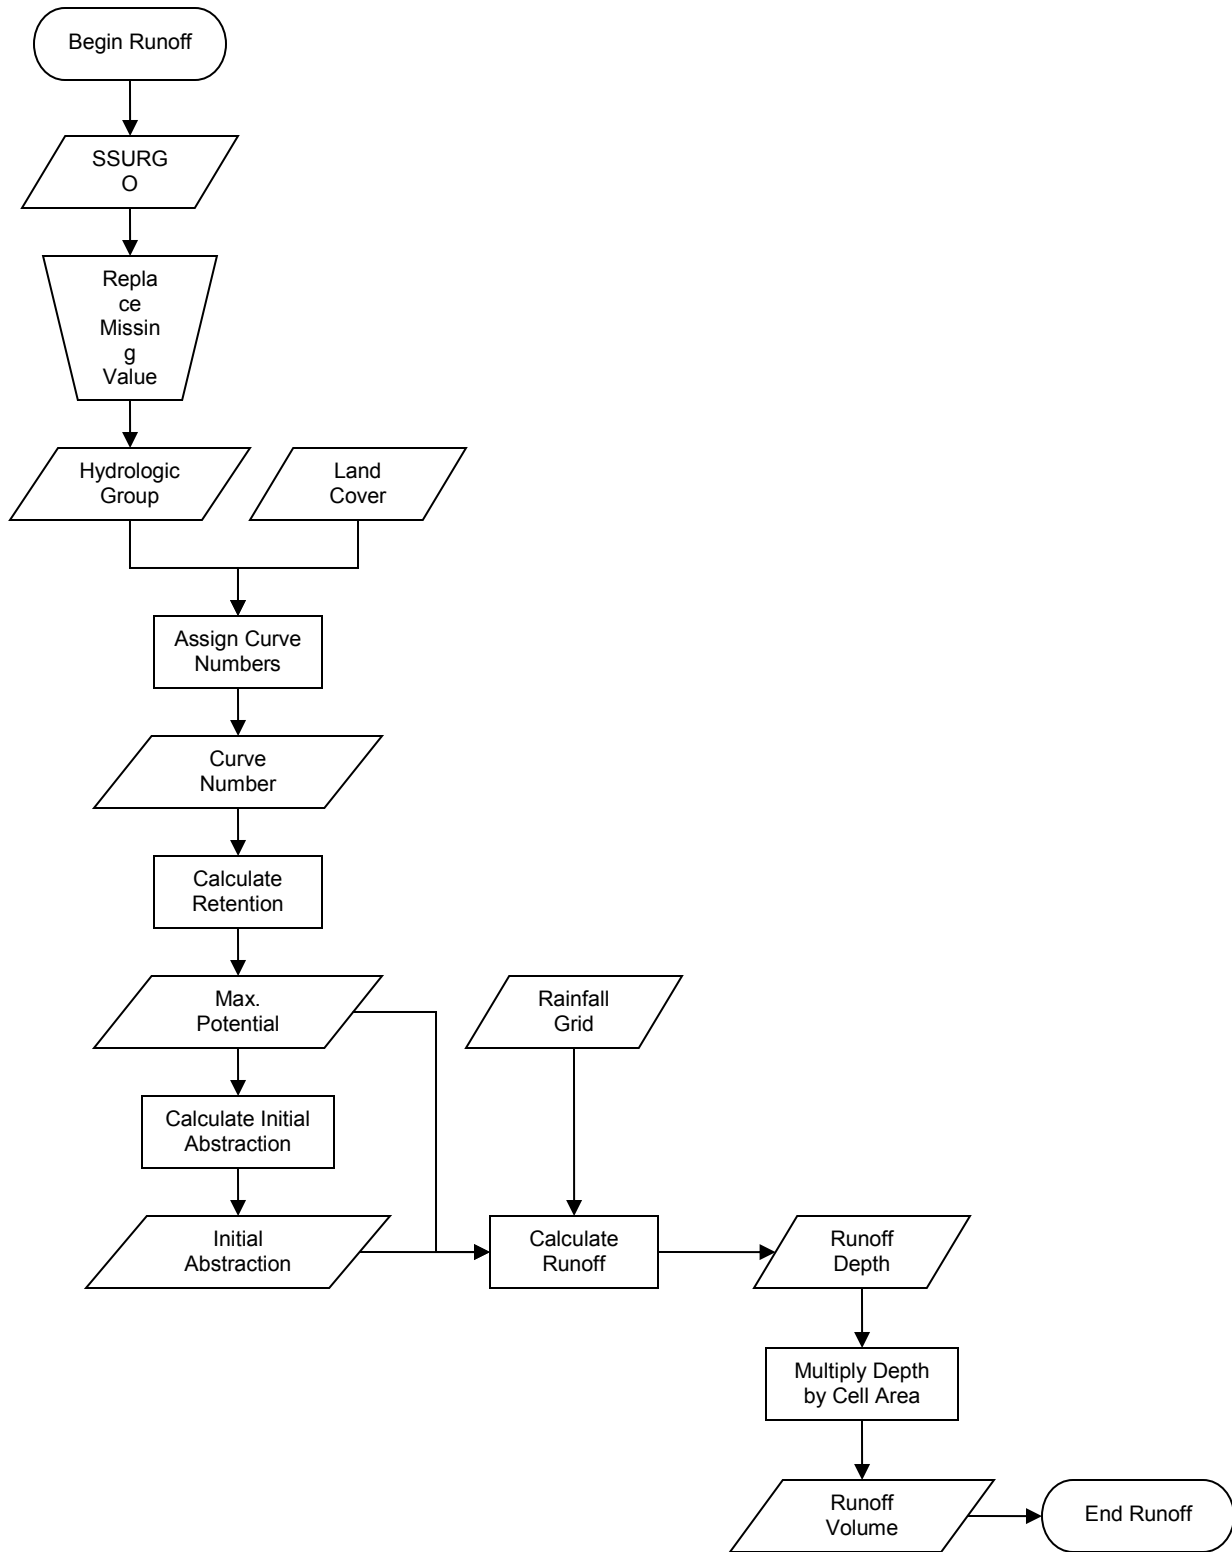 Begin Runoff
SSURG
O
Repla
ce
Missin
g
Value
Hydrologic
Group
Land
Cover
Assign Curve
Numbers
Curve
Number
Calculate
Retention
Max.
Potential
Rainfall
Grid
Calculate Initial
Abstraction
Initial
Abstraction
Calculate
Runoff
Runoff
Depth
Multiply Depth
by Cell Area
Runoff
Volume
End Runoff